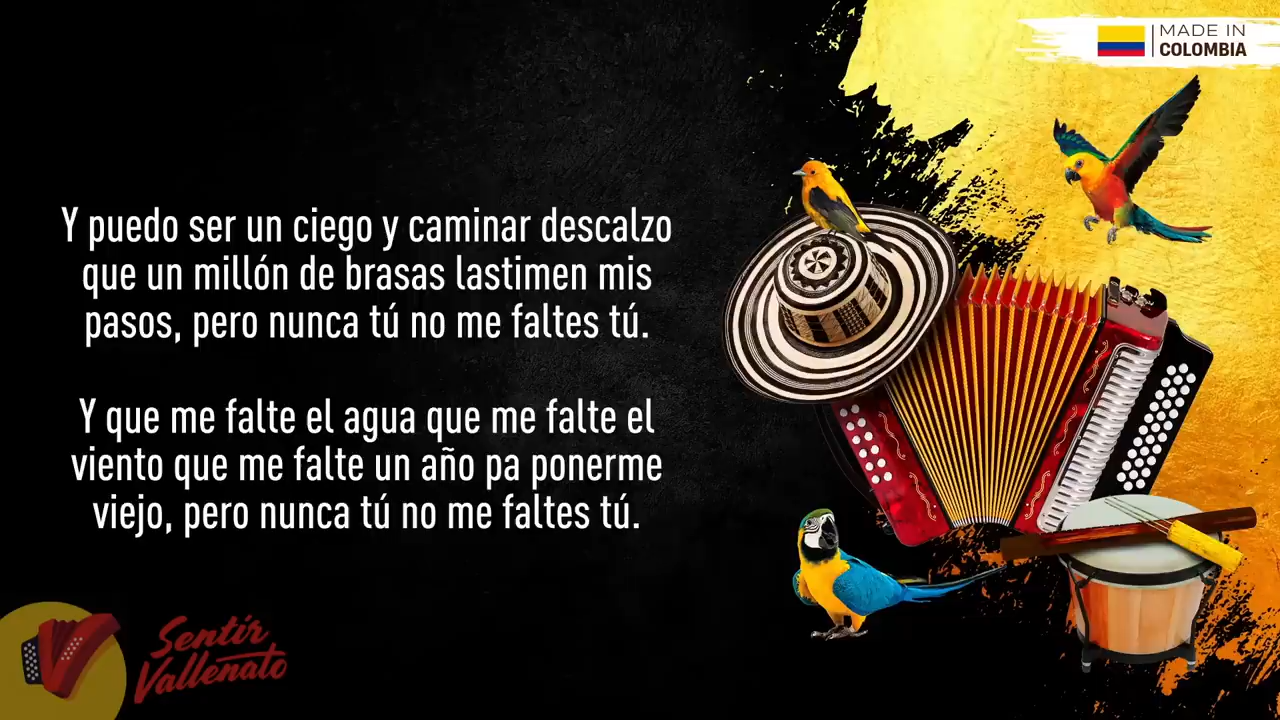 MADE IN
COLOMBIA
Y puedo ser un ciego y caminar descalzo
que un millón de brasas lastimen mis
pasos, pero nunca tú no me faltes tú.
Y que me falte el agua que me falte el
viento que me falte un año pa ponerme
viejo, pero nunca tú no me faltes tú.
Sentir
Vallenato